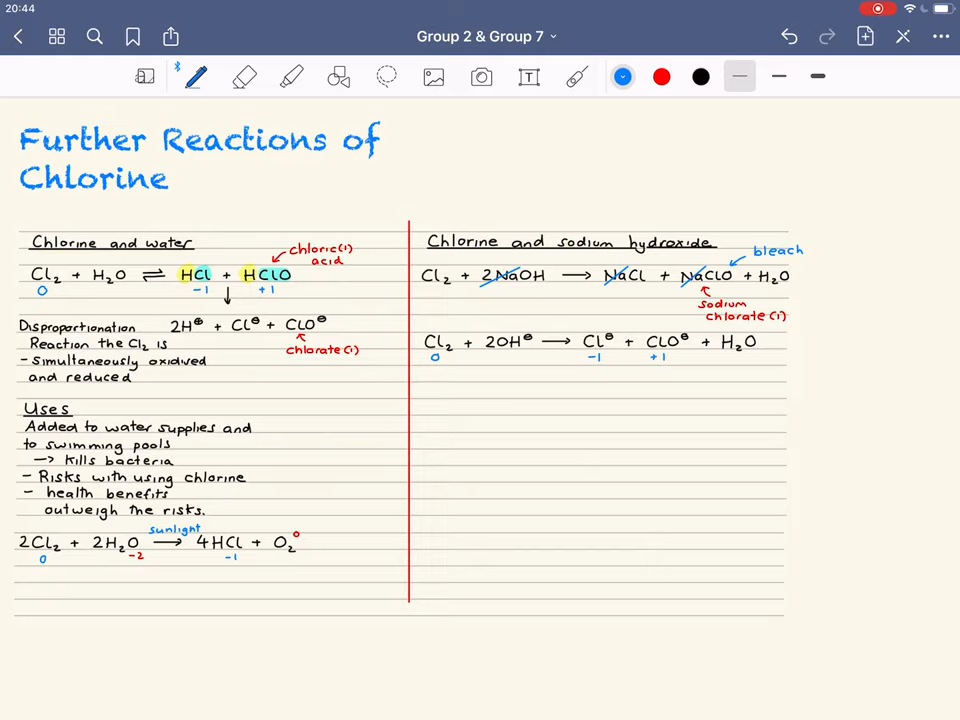 20:44
Group 2 & Group 7
Further Reactions of
Chlorine
Chlorine and water
chloric(1)
acid
Cl₂ + H₂O ⇌ HCl + HClO
0 -1 +1
Disproportionation 2H⊕ + Cl⊖ + ClO⊖
Reaction the Cl₂ is
chlorate(1)
- simultaneously oxidived
and reduced
Uses
Added to water supplies and
to swimming pools
→ kills bacteria
- Risks with using chlorine
- health benefits
outweigh the risks.
sunlight
2Cl₂ + 2H₂O → 4HCl + O₂ 0
0 -2 -1
Chlorine and sodium hydroxide
bleach
Cl₂ + 2NaOH → NaCl + NaClO + H₂O
sodium
chlorate(1)
Cl₂ + 2OH⊖ → Cl⊖ + ClO⊖ + H₂O
0 -1 +1